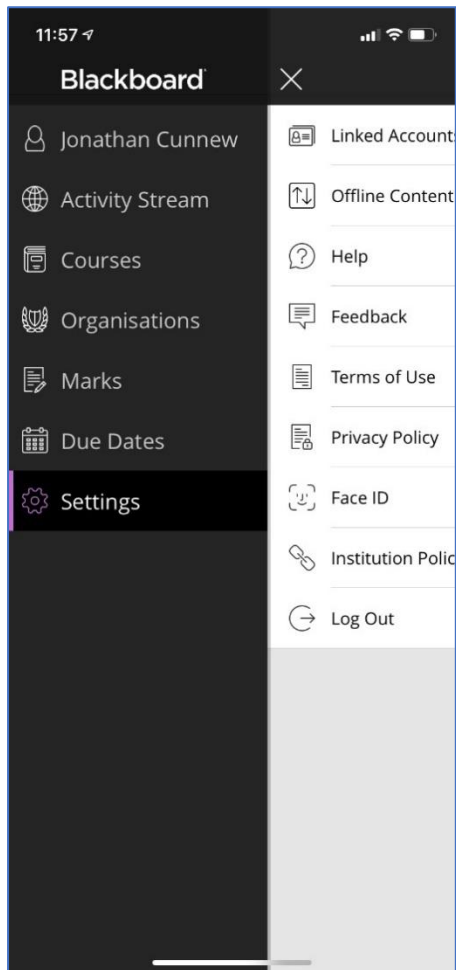 11:57
Blackboard
Jonathan Cunnew
Activity Stream
Courses
Organisations
Marks
Due Dates
Settings
Linked Account
Offline Content
Help
Feedback
Terms of Use
Privacy Policy
Face ID
Institution Polic
Log Out